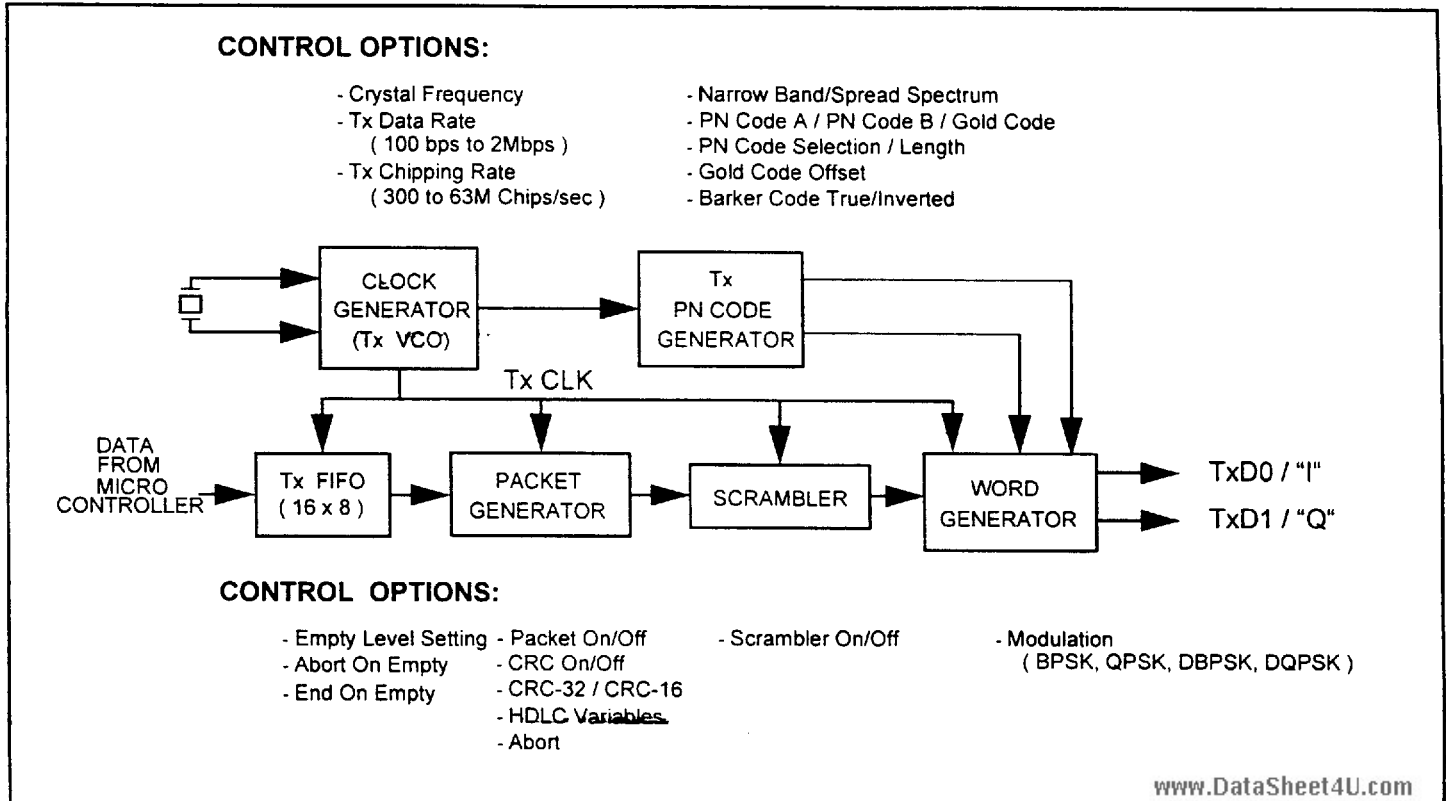 CONTROL OPTIONS:
- Crystal Frequency
- Tx Data Rate
( 100 bps to 2Mbps )
- Tx Chipping Rate
( 300 to 63M Chips/sec )
- Narrow Band/Spread Spectrum
- PN Code A / PN Code B / Gold Code
- PN Code Selection / Length
- Gold Code Offset
- Barker Code True/Inverted
CLOCK
GENERATOR
(Tx VCO)
Tx
PN CODE
GENERATOR
Tx CLK
DATA
FROM
MICRO
CONTROLLER
Tx FIFO
( 16 x 8 )
PACKET
GENERATOR
SCRAMBLER
WORD
GENERATOR
TxD0 / "I"
TxD1 / "Q"
CONTROL OPTIONS:
- Empty Level Setting
- Abort On Empty
- End On Empty
- Packet On/Off
- CRC On/Off
- CRC-32 / CRC-16
- HDLC Variables
- Abort
- Scrambler On/Off
- Modulation
( BPSK, QPSK, DBPSK, DQPSK )
www.DataSheet4U.com